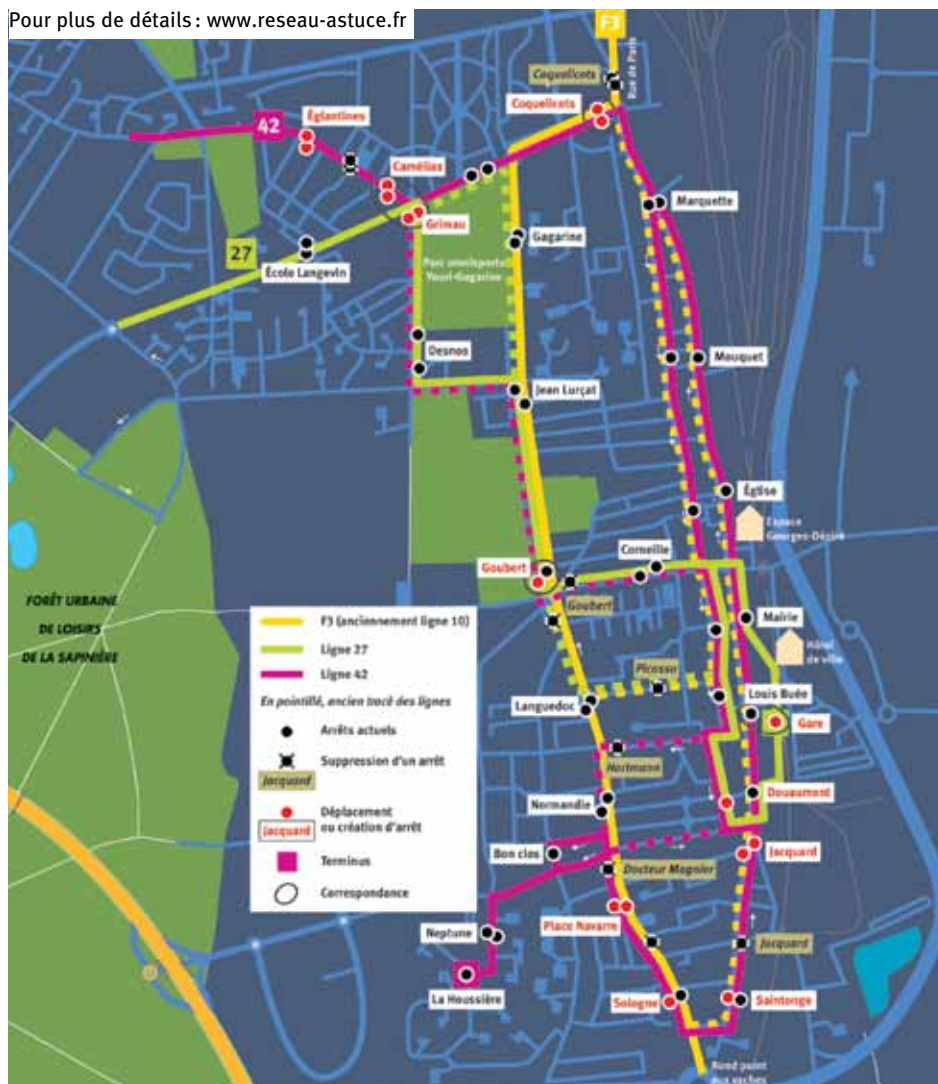 Pour plus de détails : www.reseau-astuce.fr
F3
Rue de Paris
Coquelicots
Coquelicots
42
Églantines
Camélias
Grimau
Marquette
27
École Langevin
Gagarine
Parc omnisports
Youri-Gagarine
Desnos
Mouquet
Jean Lurçat
Église
Espace
Georges-Déziré
Corneille
Goubert
Goubert
FORÊT URBAINE
DE LOISIRS
DE LA SAPINIÈRE
Mairie
Hôtel
de ville
Picasso
Languedoc
Louis Buée
Gare
Hartmann
Normandie
Douaumont
Bon clos
Jacquard
Docteur Magnier
Place Navarre
Neptune
Jacquard
La Houssière
Sologne
Saintonge
Rond point
aux vaches
F3 (anciennement ligne 10)
Ligne 27
Ligne 42
En pointillé, ancien tracé des lignes
Arrêts actuels
Suppression d'un arrêt
Jacquard
Déplacement
ou création d'arrêt
Jacquard
Terminus
Correspondance